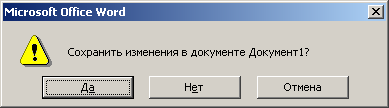 Microsoft Office Word
Сохранить изменения в документе Документ1?
Да
Нет
Отмена